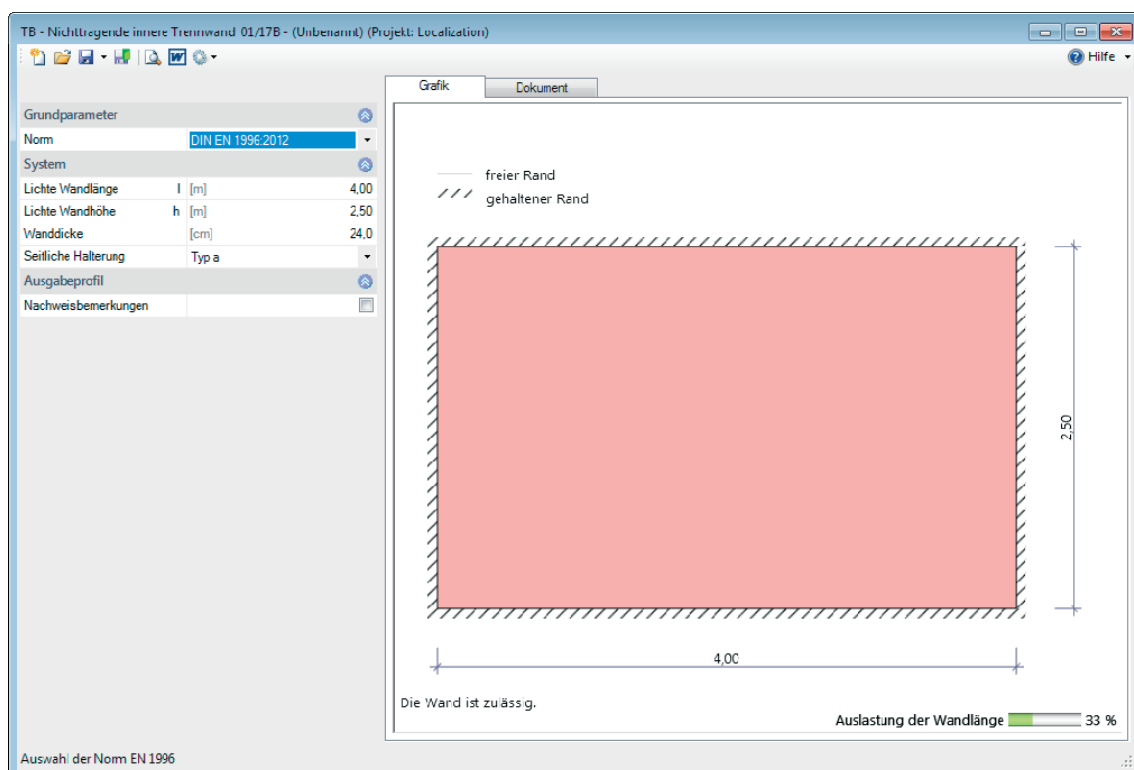 TB - Nichttragende innere Trennwand 01/17B - (Unbenannt) (Projekt: Localization)
Hilfe
Grafik
Dokument
Grundparameter
Norm DIN EN 1996:2012
System
Lichte Wandlänge l [m] 4,00
Lichte Wandhöhe h [m] 2,50
Wanddicke [cm] 24,0
Seitliche Halterung Typ a
Ausgabeprofil
Nachweisbemerkungen
freier Rand
gehaltener Rand
2,50
4,00
Die Wand ist zulässig.
Auslastung der Wandlänge 33 %
Auswahl der Norm EN 1996